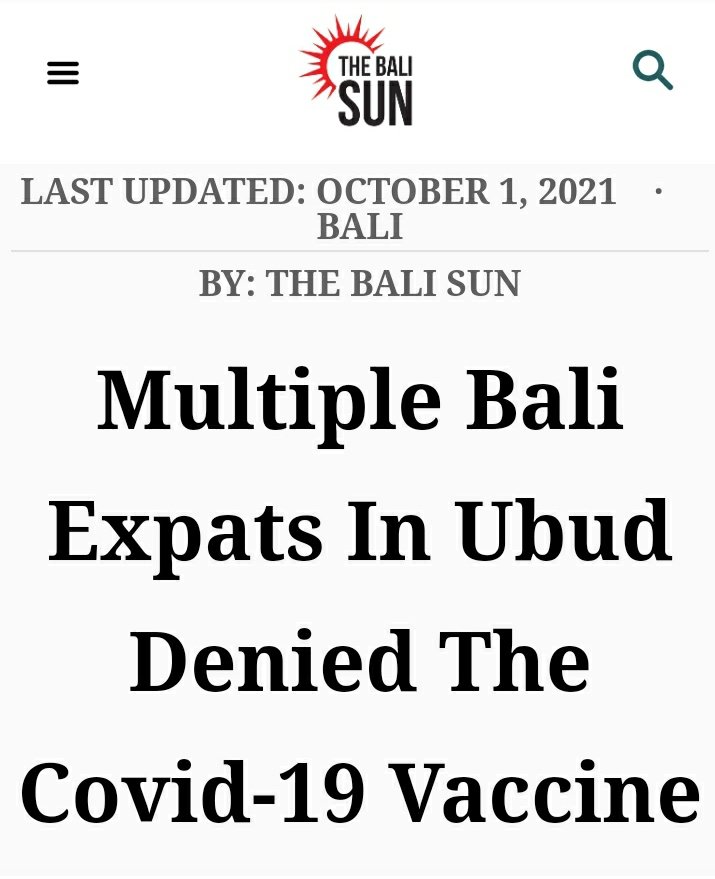 THE BALI
SUN
LAST UPDATED: OCTOBER 1, 2021 ·
BALI
BY: THE BALI SUN
Multiple Bali
Expats In Ubud
Denied The
Covid-19 Vaccine